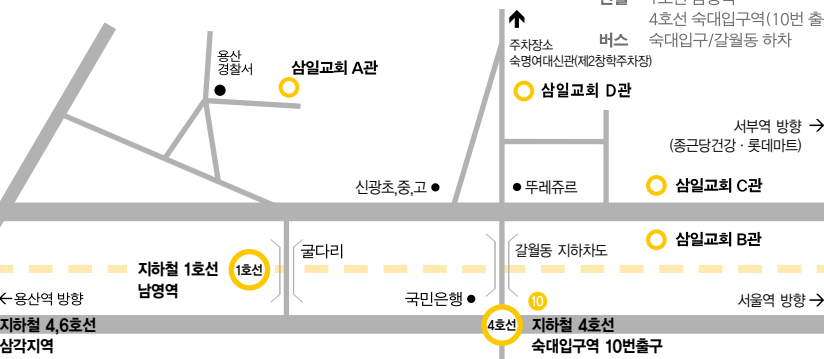 4호선 숙대입구역(10번 출
버스 숙대입구/갈월동 하차
주차장소
숙명여대신관(제2창학주차장)
용산
경찰서
삼일교회 A관
삼일교회 D관
서부역 방향 →
(종근당건강 · 롯데마트)
신광초,중,고
뚜레쥬르
삼일교회 C관
삼일교회 B관
굴다리
갈월동 지하차도
지하철 1호선
남영역
1호선
←용산역 방향
국민은행
10
서울역 방향 →
지하철 4,6호선
삼각지역
4호선
지하철 4호선
숙대입구역 10번출구